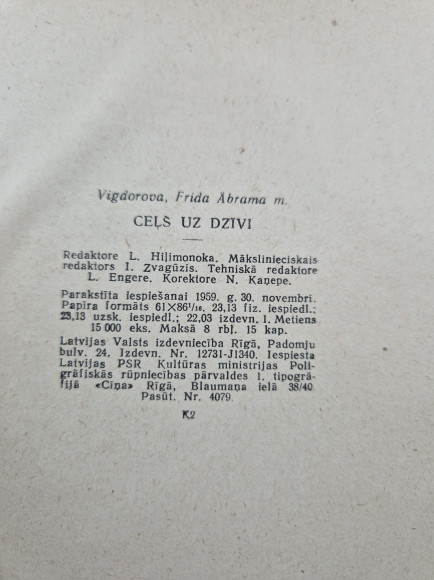 Vigdorova, Frida Ābrama m.
CEĻŠ UZ DZĪVI
Redaktore L. Hiļimonoka. Mākslinieciskais
redaktors I. Zvagūzis. Tehniskā redaktore
L. Engere. Korektore N. Kaņepe.
Parakstīta iespiešanai 1959. g. 30. novembrī.
Papīra formāts 61×86¹/₁₆. 23,13 fiz. iespiedl.;
23,13 uzsk. iespiedl.; 22,03 izdevn. l. Metiens
15 000 eks. Maksā 8 rbļ. 15 kap.
Latvijas Valsts izdevniecība Rīgā, Padomju
bulv. 24. Izdevn. Nr. 12731-J1340. Iespiesta
Latvijas PSR Kultūras ministrijas Poli-
grāfiskās rūpniecības pārvaldes 1. tipogrā-
fijā «Cīņa» Rīgā, Blaumaņa ielā 38/40.
Pasūt. Nr. 4079.
K2